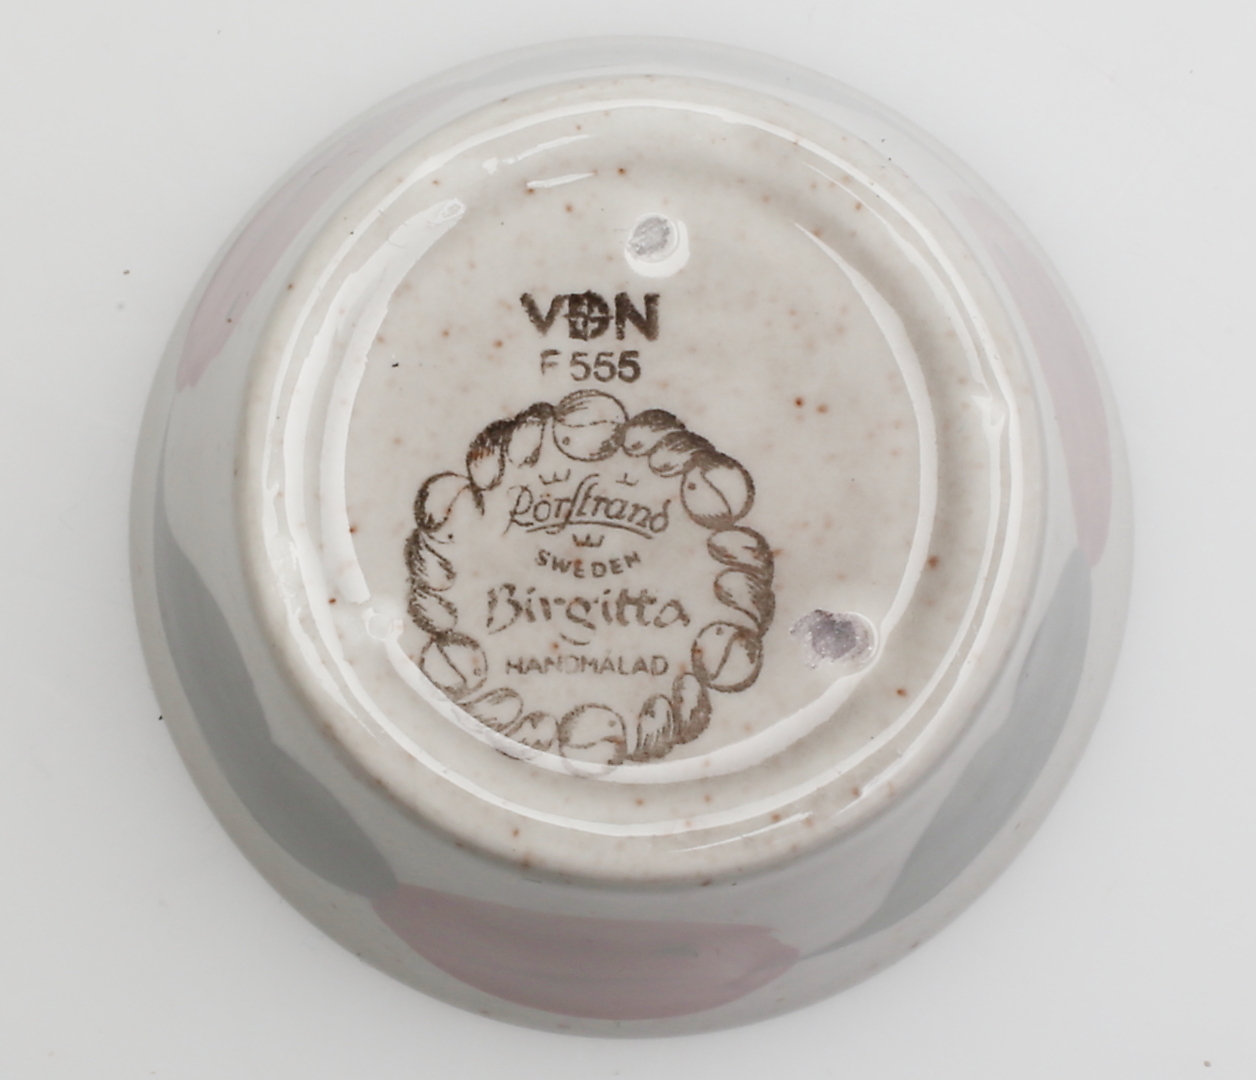 VDN
F 555
Rörstrand
SWEDEN
Birgitta
HANDMÅLAD